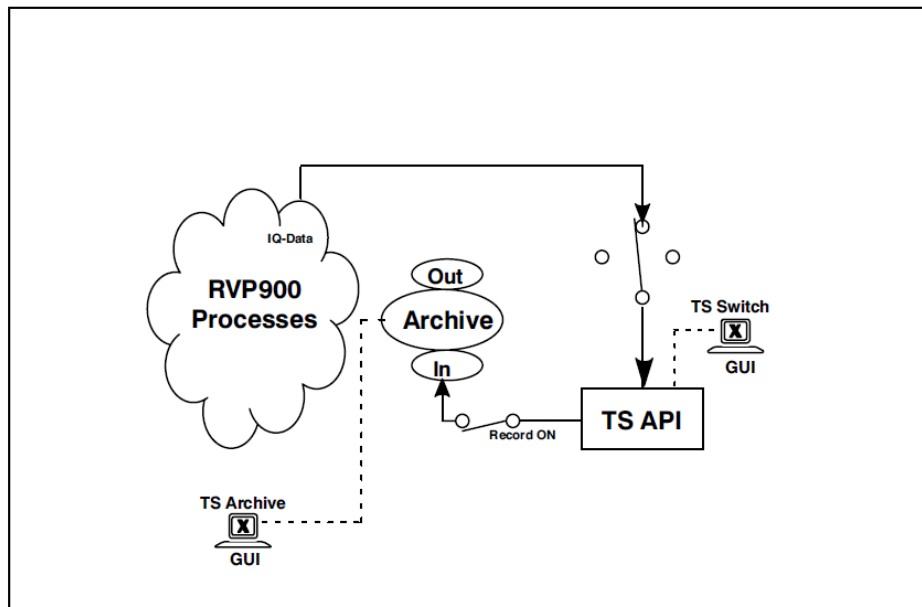 IQ-Data
RVP900
Processes
Out
Archive
In
TS Switch
X
GUI
TS API
Record ON
TS Archive
X
GUI